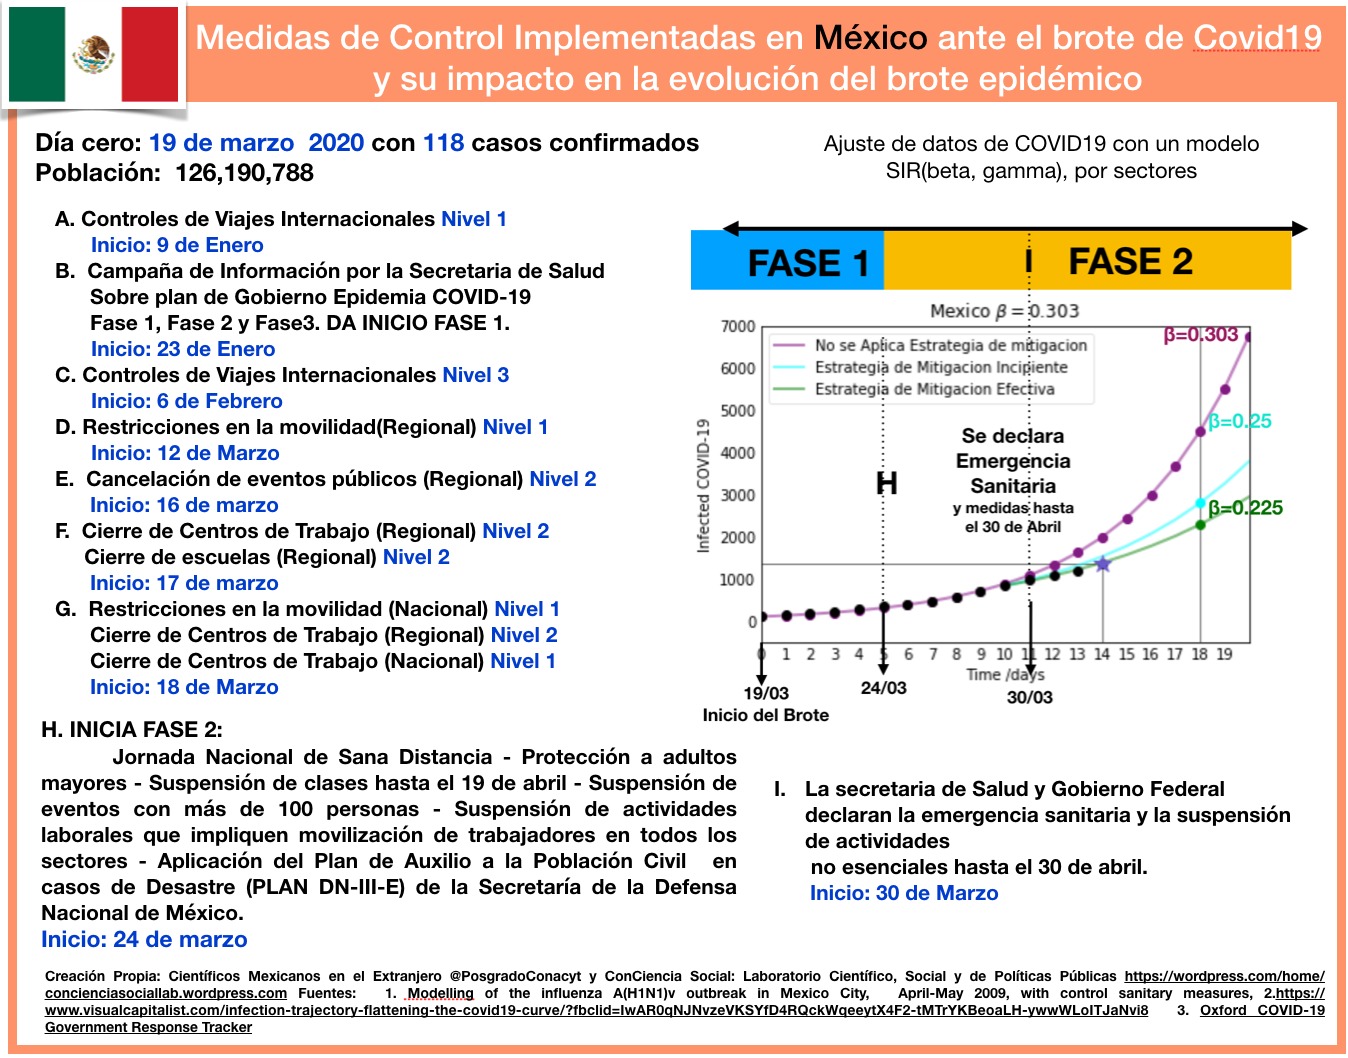 Medidas de Control Implementadas en México ante el brote de Covid19
y su impacto en la evolución del brote epidémico
Día cero: 19 de marzo 2020 con 118 casos confirmados
Población: 126,190,788
A. Controles de Viajes Internacionales Nivel 1
Inicio: 9 de Enero
B. Campaña de Información por la Secretaria de Salud
Sobre plan de Gobierno Epidemia COVID-19
Fase 1, Fase 2 y Fase3. DA INICIO FASE 1.
Inicio: 23 de Enero
C. Controles de Viajes Internacionales Nivel 3
Inicio: 6 de Febrero
D. Restricciones en la movilidad(Regional) Nivel 1
Inicio: 12 de Marzo
E. Cancelación de eventos públicos (Regional) Nivel 2
Inicio: 16 de marzo
F. Cierre de Centros de Trabajo (Regional) Nivel 2
Cierre de escuelas (Regional) Nivel 2
Inicio: 17 de marzo
G. Restricciones en la movilidad (Nacional) Nivel 1
Cierre de Centros de Trabajo (Regional) Nivel 2
Cierre de Centros de Trabajo (Nacional) Nivel 1
Inicio: 18 de Marzo
H. INICIA FASE 2:
Jornada Nacional de Sana Distancia - Protección a adultos
mayores - Suspensión de clases hasta el 19 de abril - Suspensión de
eventos con más de 100 personas - Suspensión de actividades
laborales que impliquen movilización de trabajadores en todos los
sectores - Aplicación del Plan de Auxilio a la Población Civil en
casos de Desastre (PLAN DN-III-E) de la Secretaría de la Defensa
Nacional de México.
Inicio: 24 de marzo
Ajuste de datos de COVID19 con un modelo
SIR(beta, gamma), por sectores
FASE 1 I FASE 2
Mexico β = 0.303
7000
6000
5000
4000
3000
2000
1000
0
Infected COVID-19
No se Aplica Estrategia de mitigacion
Estrategia de Mitigacion Incipiente
Estrategia de Mitigacion Efectiva
β=0.303
β=0.25
β=0.225
H
Se declara
Emergencia
Sanitaria
y medidas hasta
el 30 de Abril
0 1 2 3 4 5 6 7 8 9 10 11 12 13 14 15 16 17 18 19
Time /days
19/03
Inicio del Brote
24/03
30/03
I. La secretaria de Salud y Gobierno Federal
declaran la emergencia sanitaria y la suspensión
de actividades
no esenciales hasta el 30 de abril.
Inicio: 30 de Marzo
Creación Propia: Científicos Mexicanos en el Extranjero @PosgradoConacyt y ConCiencia Social: Laboratorio Científico, Social y de Políticas Públicas https://wordpress.com/home/
concienciasociallab.wordpress.com Fuentes: 1. Modelling of the influenza A(H1N1)v outbreak in Mexico City, April-May 2009, with control sanitary measures, 2.https://
www.visualcapitalist.com/infection-trajectory-flattening-the-covid19-curve/?fbclid=IwAR0qNJNvzeVKSYfD4RQckWqeeytX4F2-tMTrYKBeoaLH-ywwWLoITJaNvi8 3. Oxford COVID-19
Government Response Tracker